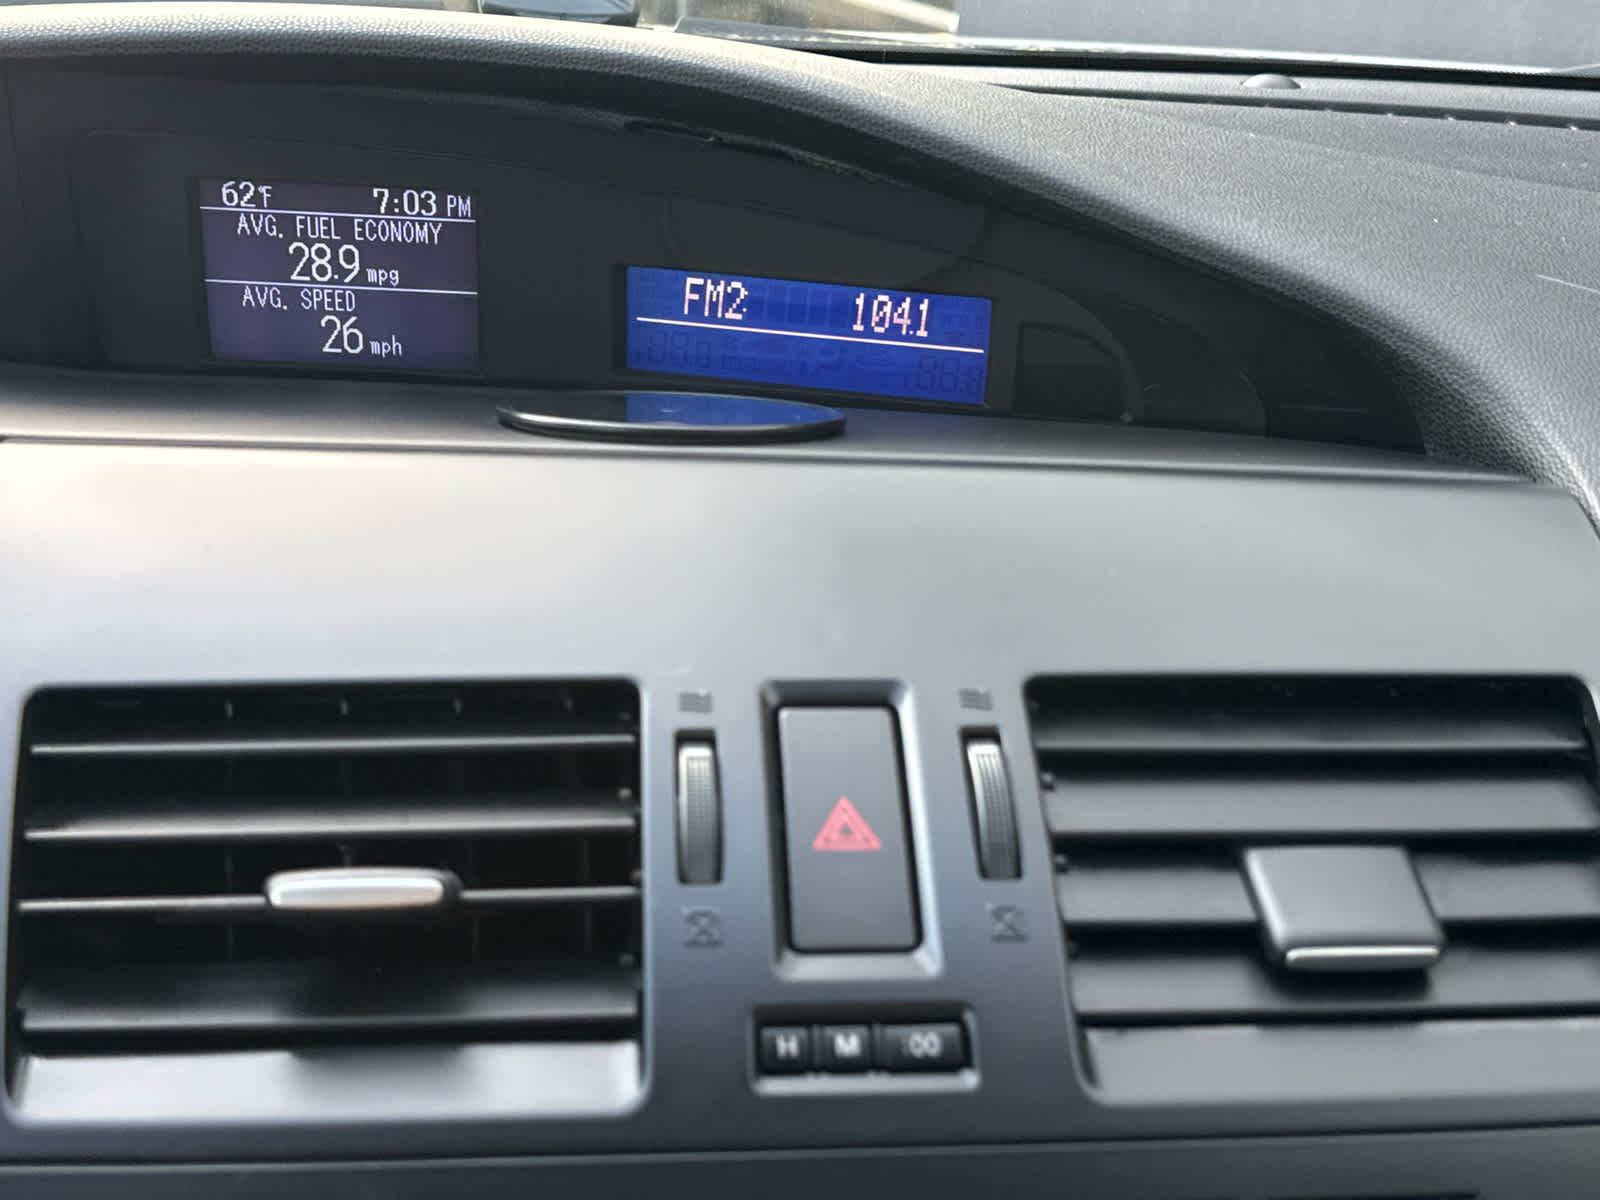 62°F 7:03 PM
AVG. FUEL ECONOMY
28.9 mpg
AVG. SPEED
26 mph
FM2 104.1
H M :00